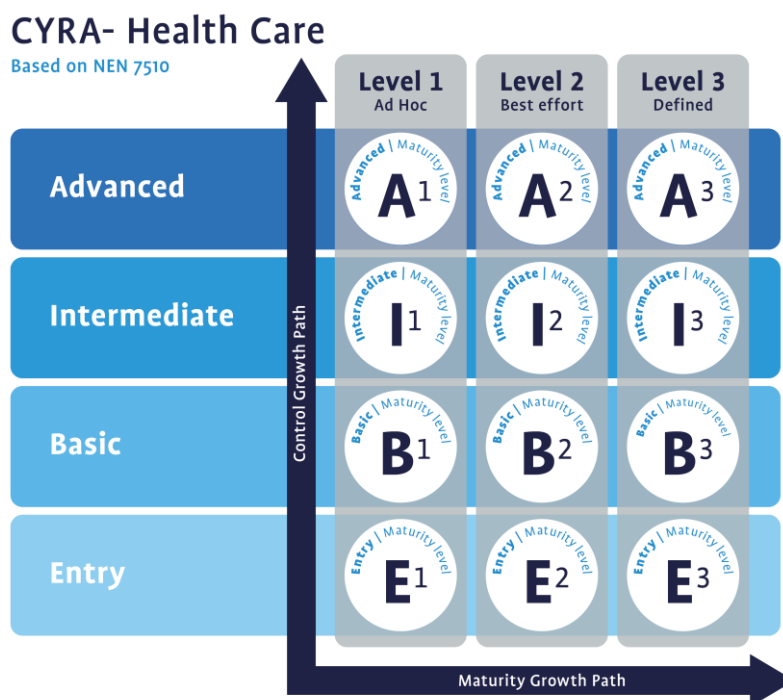 CYRA- Health Care
Based on NEN 7510
Level 1
Ad Hoc
Level 2
Best effort
Level 3
Defined
Advanced
Advanced | Maturity level
A1
Advanced | Maturity level
A2
Advanced | Maturity level
A3
Intermediate
Intermediate | Maturity level
I1
Intermediate | Maturity level
I2
Intermediate | Maturity level
I3
Basic
Basic | Maturity level
B1
Basic | Maturity level
B2
Basic | Maturity level
B3
Entry
Entry | Maturity level
E1
Entry | Maturity level
E2
Entry | Maturity level
E3
Control Growth Path
Maturity Growth Path